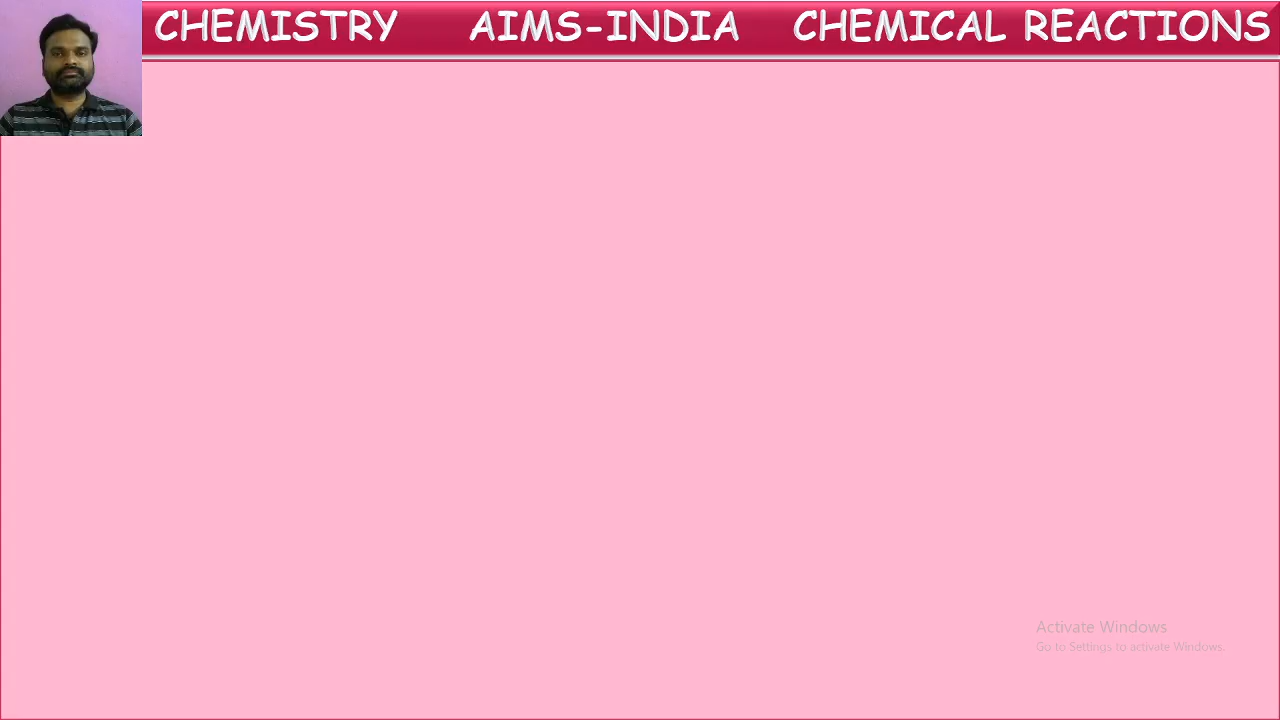 CHEMISTRY AIMS-INDIA CHEMICAL REACTIONS
Activate Windows
Go to Settings to activate Windows.